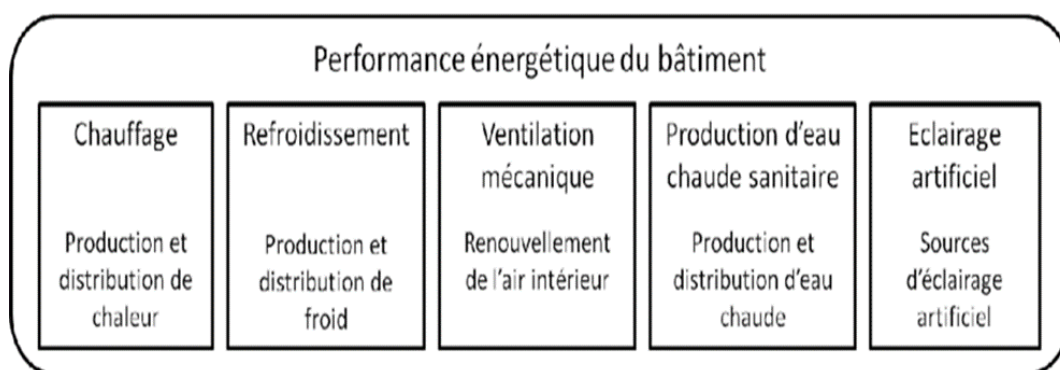 Performance énergétique du bâtiment
Chauffage
Production et
distribution de
chaleur
Refroidissement
Production et
distribution de
froid
Ventilation
mécanique
Renouvellement
de l'air intérieur
Production d'eau
chaude sanitaire
Production et
distribution d'eau
chaude
Eclairage
artificiel
Sources
d'éclairage
artificiel